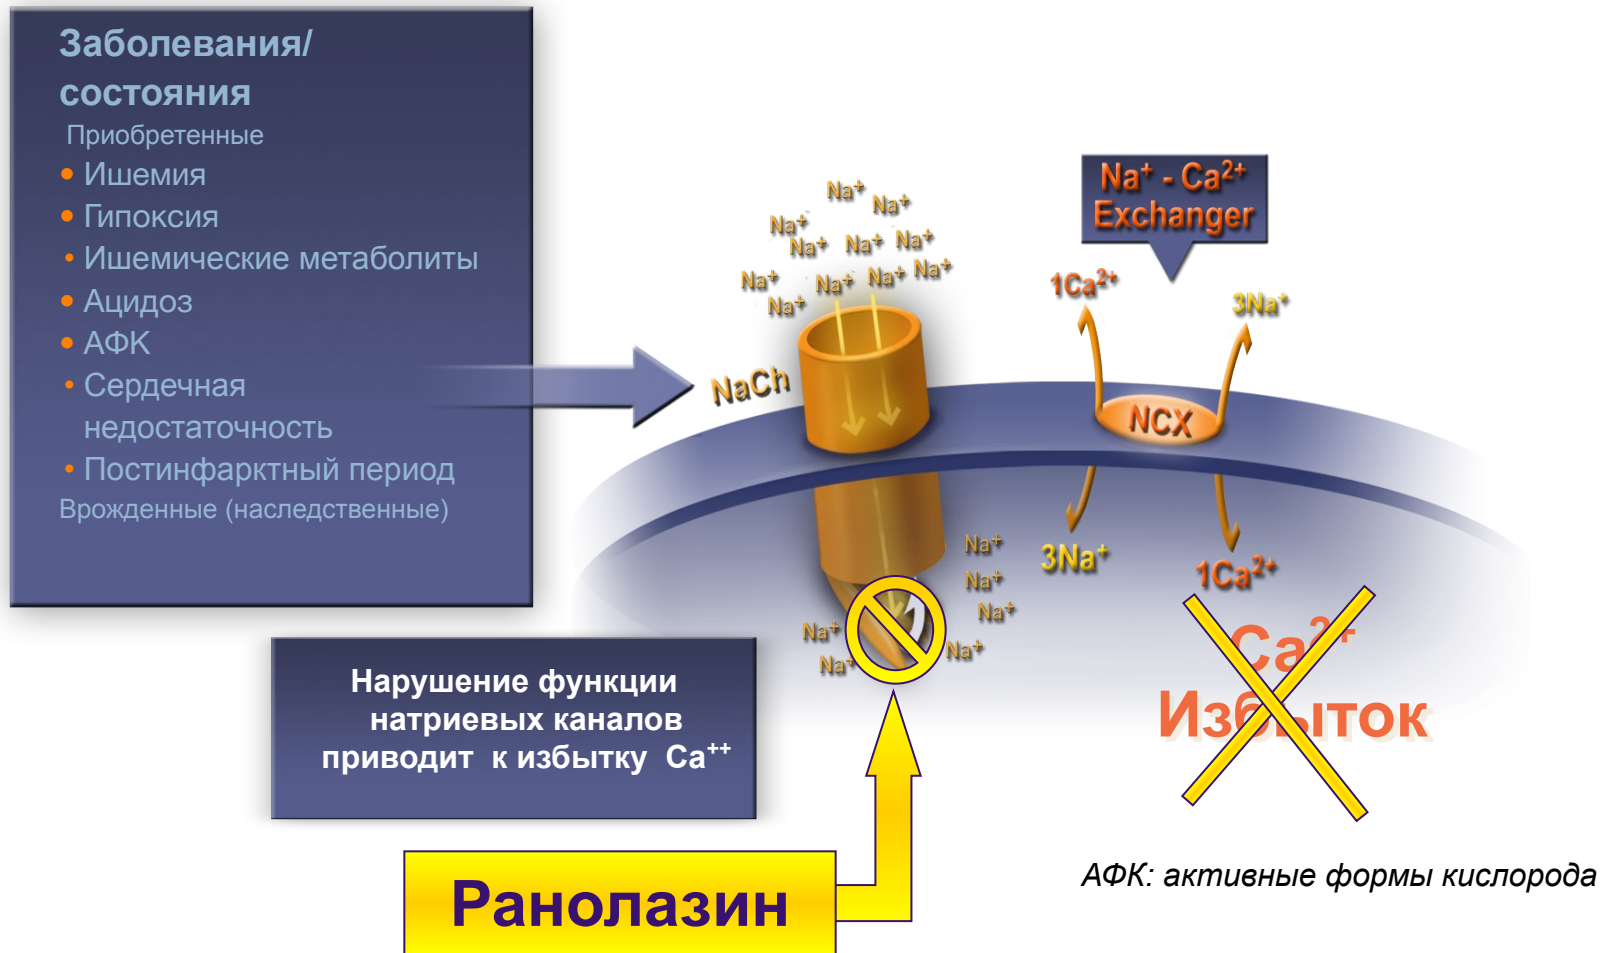 Заболевания/
состояния
Приобретенные
• Ишемия
• Гипоксия
• Ишемические метаболиты
• Ацидоз
• АФК
• Сердечная
недостаточность
• Постинфарктный период
Врожденные (наследственные)
Na⁺
Na⁺
Na⁺
Na⁺ Na⁺ Na⁺
Na⁺ Na⁺ Na⁺ Na⁺
Na⁺
NaCh
Na⁺ - Ca²⁺
Exchanger
1Ca²⁺
3Na⁺
NCX
3Na⁺
1Ca²⁺
Na⁺
Na⁺
Na⁺
Na⁺
Na⁺
Na⁺
Ca²⁺
Избыток
Нарушение функции
натриевых каналов
приводит к избытку Ca⁺⁺
Ранолазин
АФК: активные формы кислорода